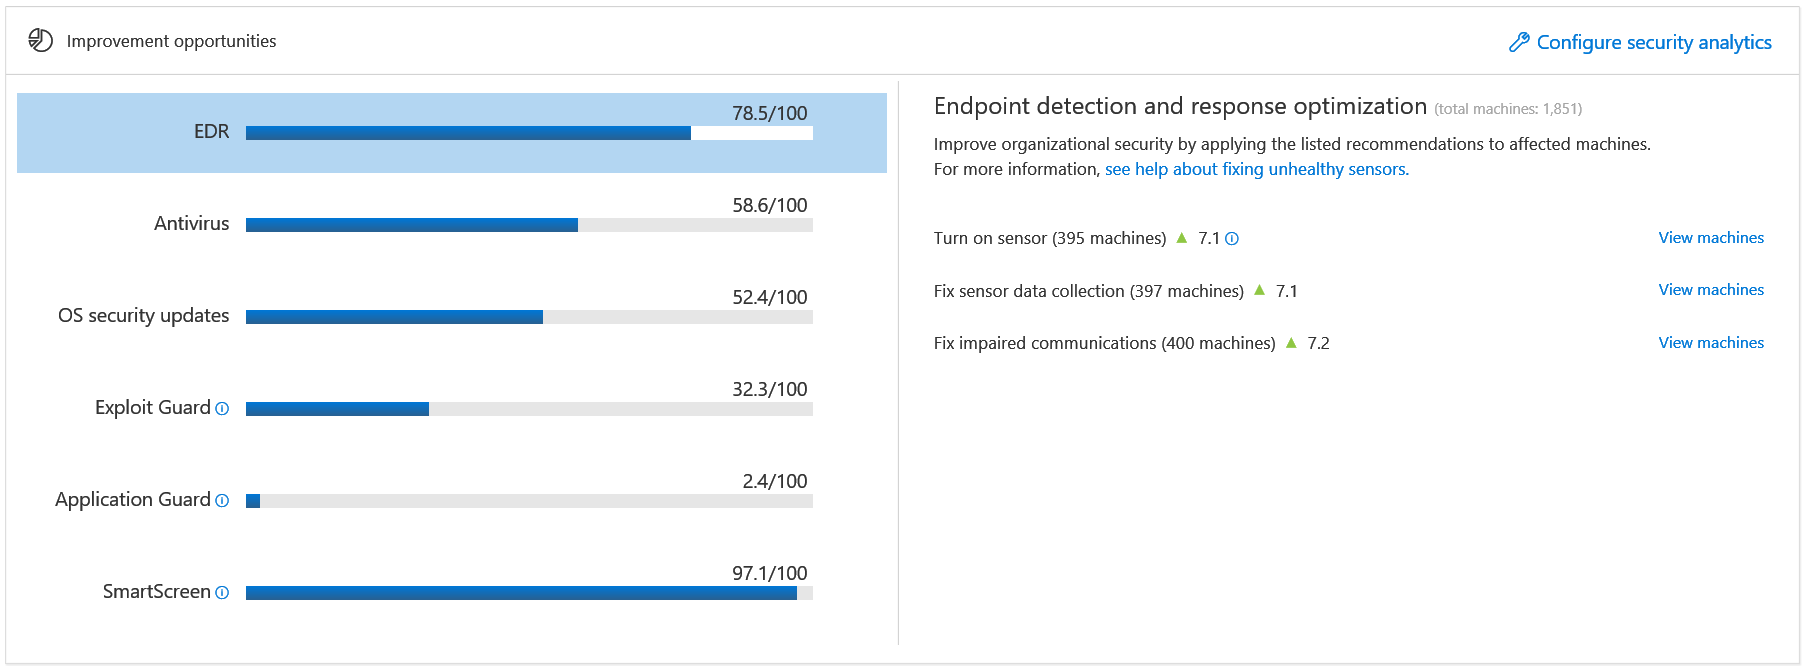 Improvement opportunities
Configure security analytics
EDR 78.5/100
Antivirus 58.6/100
OS security updates 52.4/100
Exploit Guard 32.3/100
Application Guard 2.4/100
SmartScreen 97.1/100
Endpoint detection and response optimization (total machines: 1,851)
Improve organizational security by applying the listed recommendations to affected machines.
For more information, see help about fixing unhealthy sensors.
Turn on sensor (395 machines) ▲ 7.1 View machines
Fix sensor data collection (397 machines) ▲ 7.1 View machines
Fix impaired communications (400 machines) ▲ 7.2 View machines